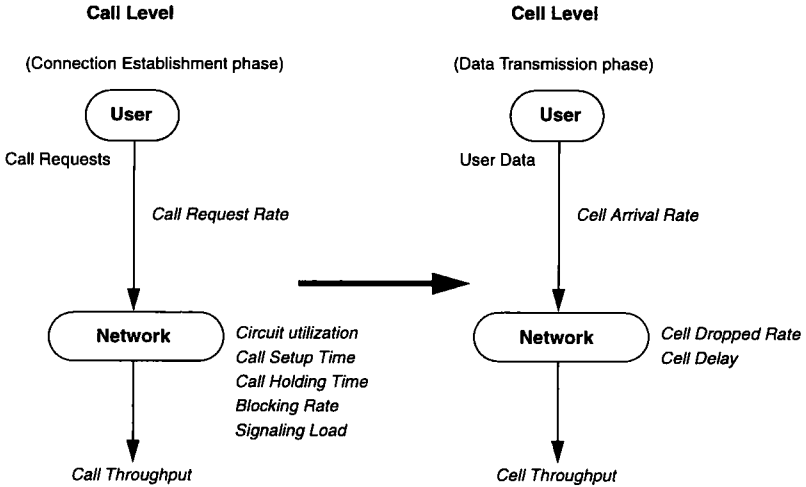 Call Level
(Connection Establishment phase)
User
Call Requests
Call Request Rate
Network
Circuit utilization
Call Setup Time
Call Holding Time
Blocking Rate
Signaling Load
Call Throughput
Cell Level
(Data Transmission phase)
User
User Data
Cell Arrival Rate
Network
Cell Dropped Rate
Cell Delay
Cell Throughput